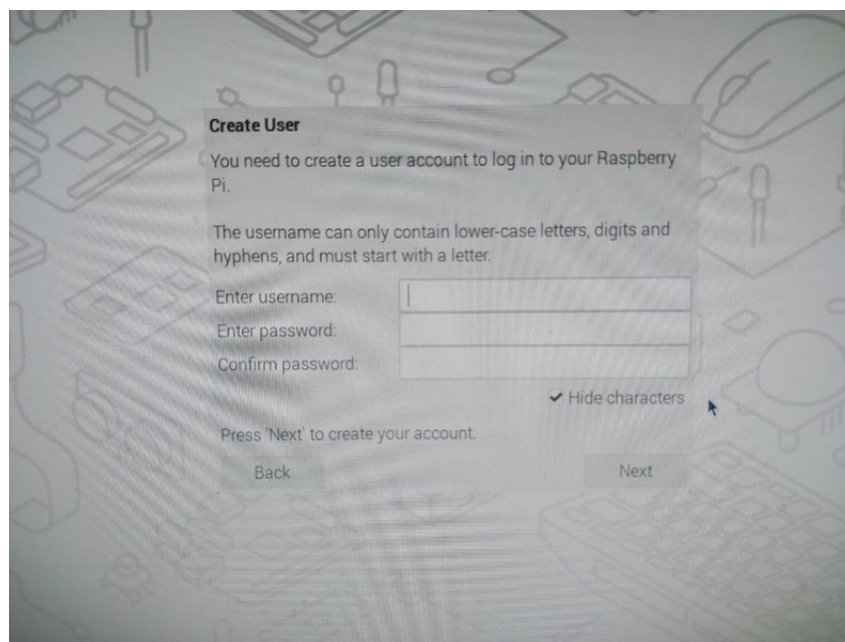 Create User
You need to create a user account to log in to your Raspberry
Pi.
The username can only contain lower-case letters, digits and
hyphens, and must start with a letter.
Enter username:
Enter password:
Confirm password:
Hide characters
Press 'Next' to create your account.
Back Next